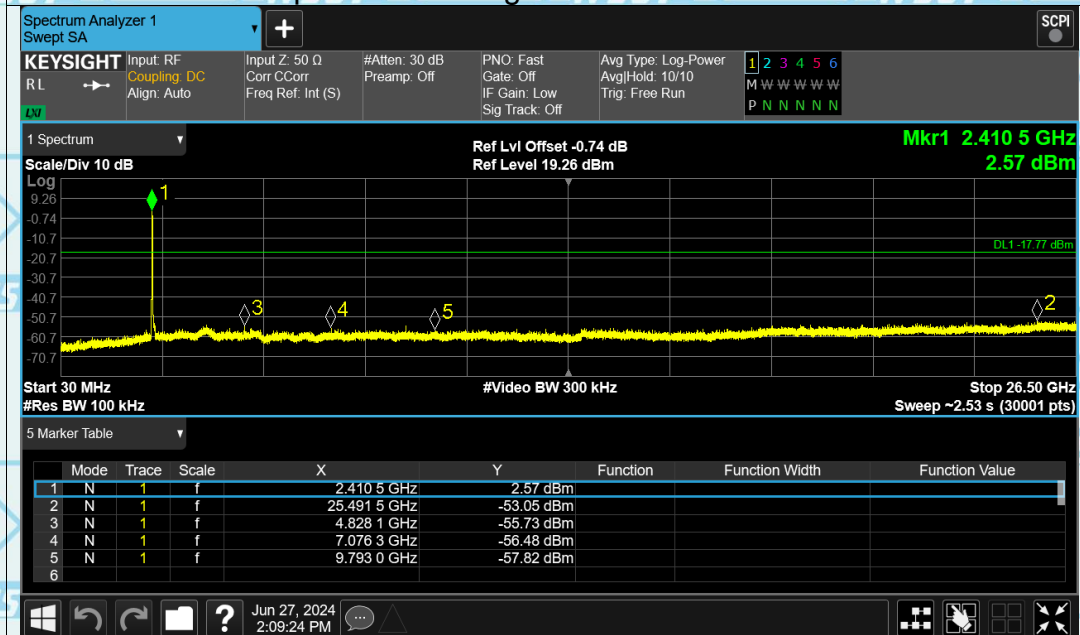 Spectrum Analyzer 1
Swept SA
+
SCPI
KEYSIGHT
RL
LXI
Input: RF
Coupling: DC
Align: Auto
Input Z: 50 Ω
Corr CCorr
Freq Ref: Int (S)
#Atten: 30 dB
Preamp: Off
PNO: Fast
Gate: Off
IF Gain: Low
Sig Track: Off
Avg Type: Log-Power
Avg|Hold: 10/10
Trig: Free Run
1 2 3 4 5 6
M W W W W W
P N N N N N
1 Spectrum
Scale/Div 10 dB
Ref Lvl Offset -0.74 dB
Ref Level 19.26 dBm
Mkr1 2.410 5 GHz
2.57 dBm
Log
9.26
-0.74
-10.7
-20.7
-30.7
-40.7
-50.7
-60.7
-70.7
1
DL1 -17.77 dBm
3
4
5
2
Start 30 MHz
#Video BW 300 kHz
Stop 26.50 GHz
#Res BW 100 kHz
Sweep ~2.53 s (30001 pts)
5 Marker Table
Mode Trace Scale X Y Function Function Width Function Value
1 N 1 f 2.410 5 GHz 2.57 dBm
2 N 1 f 25.491 5 GHz -53.05 dBm
3 N 1 f 4.828 1 GHz -55.73 dBm
4 N 1 f 7.076 3 GHz -56.48 dBm
5 N 1 f 9.793 0 GHz -57.82 dBm
6
?
Jun 27, 2024
2:09:24 PM